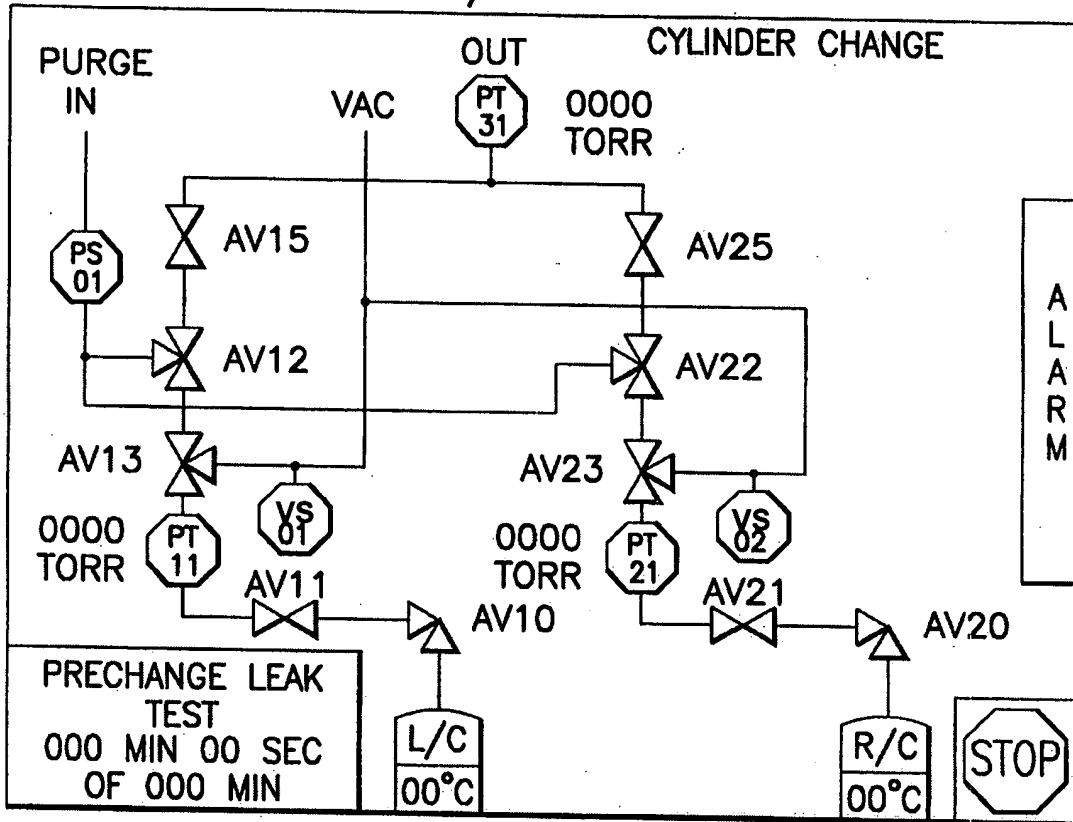 CYLINDER CHANGE
PURGE
IN
VAC
OUT
PT
31
0000
TORR
PS
01
AV15
AV25
AV12
AV22
AV13
AV23
VS
01
VS
02
0000
TORR
PT
11
0000
TORR
PT
21
AV11
AV10
AV21
AV20
A
L
A
R
M
PRECHANGE LEAK
TEST
000 MIN 00 SEC
OF 000 MIN
L/C
00°C
R/C
00°C
STOP